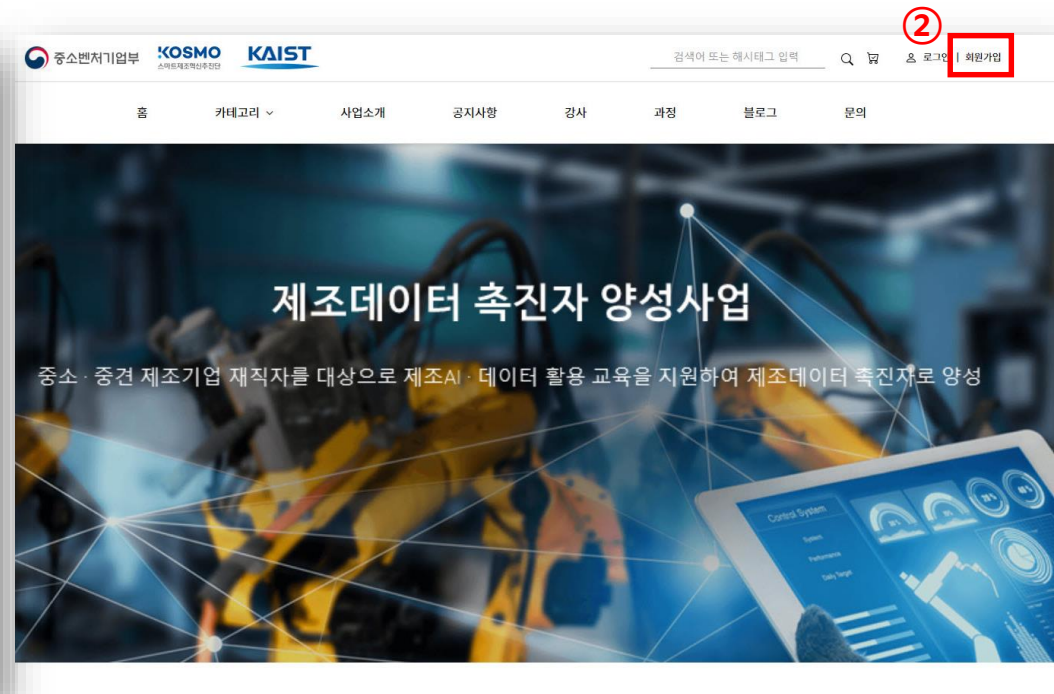 ②
중소벤처기업부 KOSMO 스마트제조혁신추진단 KAIST 검색어 또는 해시태그 입력 로그인 | 회원가입
홈 카테고리 사업소개 공지사항 강사 과정 블로그 문의
제조데이터 촉진자 양성사업
중소 · 중견 제조기업 재직자를 대상으로 제조AI · 데이터 활용 교육을 지원하여 제조데이터 촉진자로 양성
Control System
System
Performance
Daily Target